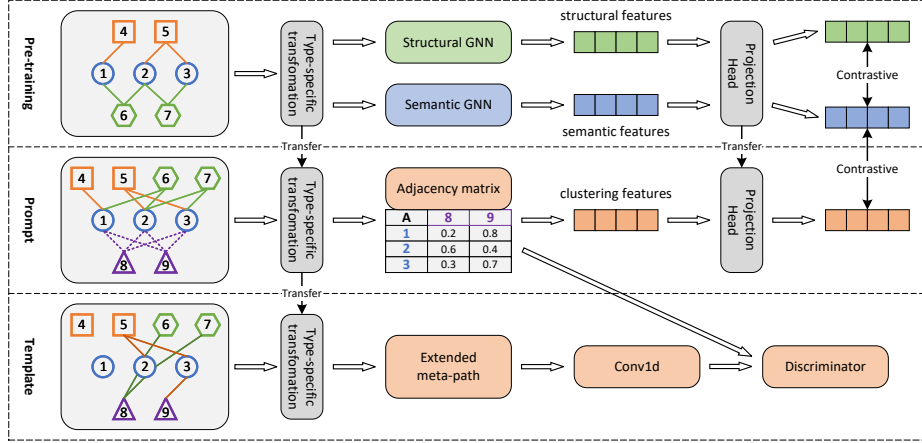 Pre-training
4
5
1
2
3
6
7
Type-specific
transfomation
Structural GNN
Semantic GNN
structural features
semantic features
Projection
Head
Contrastive
Transfer
Transfer
Prompt
4
5
6
7
1
2
3
8
9
Type-specific
transfomation
Adjacency matrix
A 8 9
1 0.2 0.8
2 0.6 0.4
3 0.3 0.7
clustering features
Projection
Head
Contrastive
Transfer
Template
4
5
6
7
1
2
3
8
9
Type-specific
transfomation
Extended
meta-path
Conv1d
Discriminator